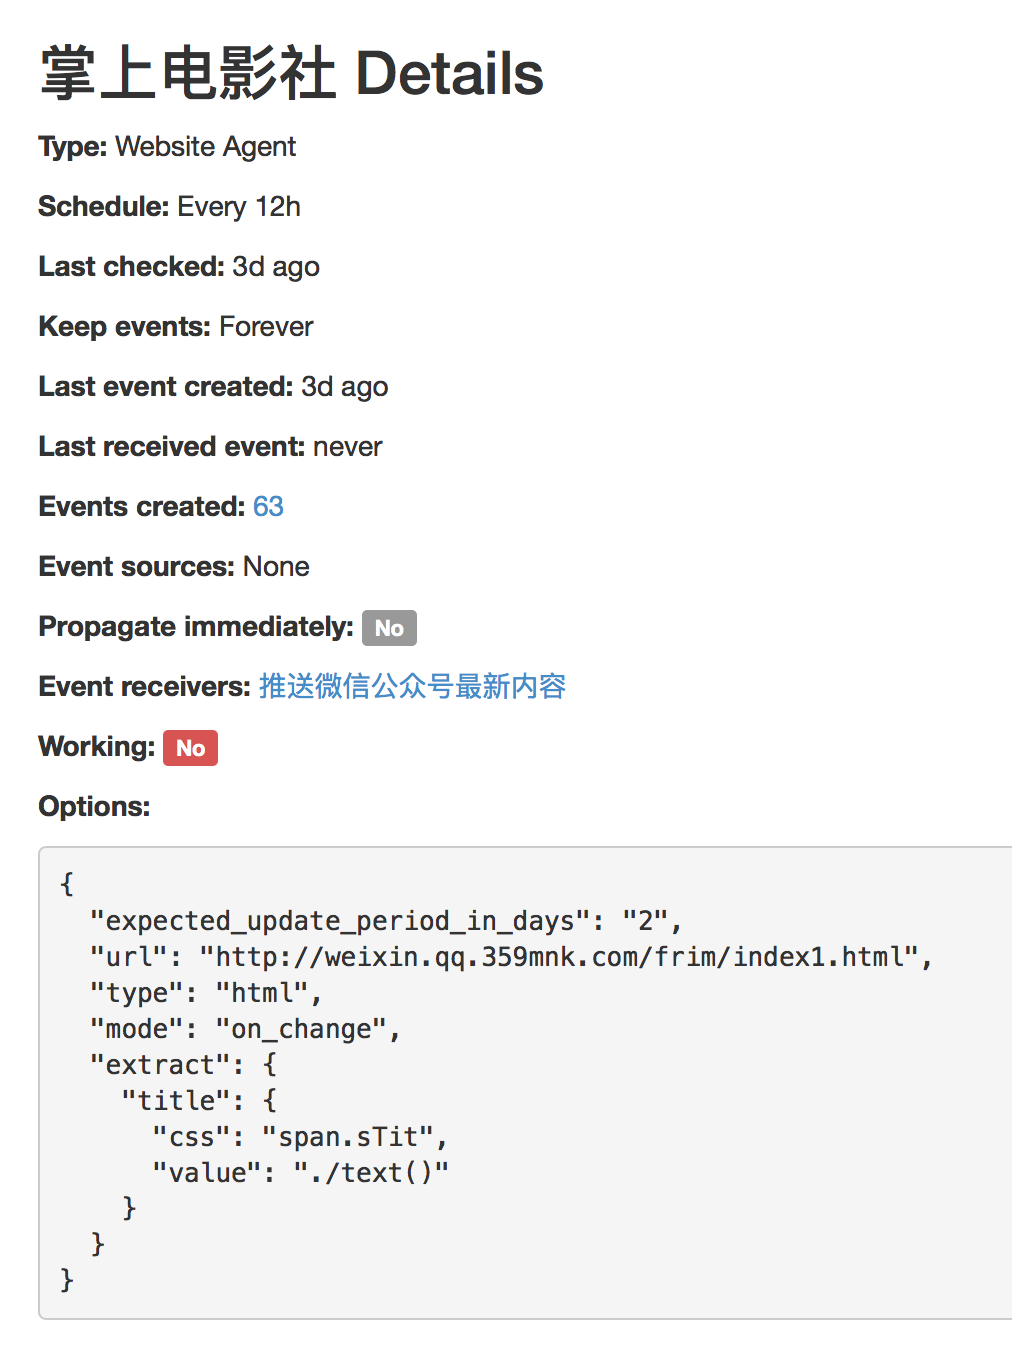 掌上电影社 Details
Type: Website Agent
Schedule: Every 12h
Last checked: 3d ago
Keep events: Forever
Last event created: 3d ago
Last received event: never
Events created: 63
Event sources: None
Propagate immediately: No
Event receivers: 推送微信公众号最新内容
Working: No
Options:
{
  "expected_update_period_in_days": "2",
  "url": "http://weixin.qq.359mnk.com/frim/index1.html",
  "type": "html",
  "mode": "on_change",
  "extract": {
    "title": {
      "css": "span.sTit",
      "value": "./text()"
    }
  }
}